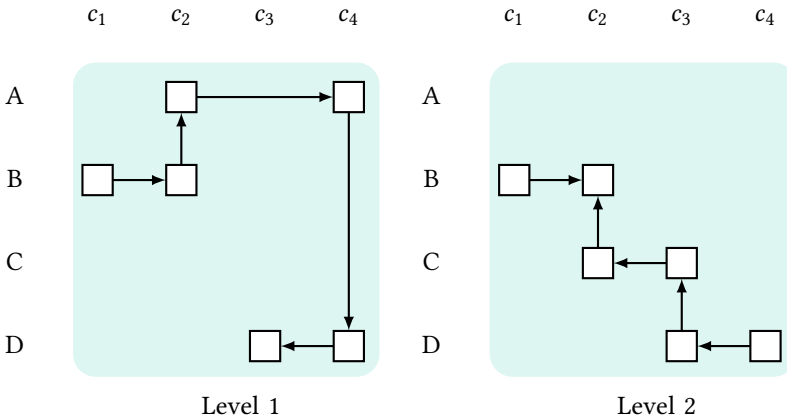 c₁ c₂ c₃ c₄ c₁ c₂ c₃ c₄
A A
B B
C C
D D
Level 1 Level 2